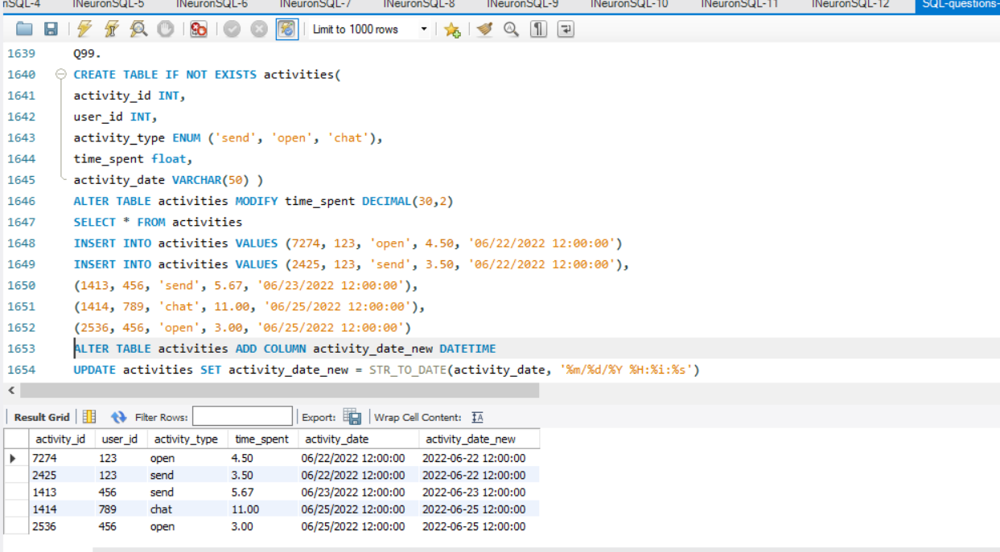 nSQL-4 INeuronSQL-5 INeuronSQL-6 INeuronSQL-7 INeuronSQL-8 INeuronSQL-9 INeuronSQL-10 INeuronSQL-11 INeuronSQL-12 SQL-questions-
Limit to 1000 rows
1639 Q99.
1640 CREATE TABLE IF NOT EXISTS activities(
1641 activity_id INT,
1642 user_id INT,
1643 activity_type ENUM ('send', 'open', 'chat'),
1644 time_spent float,
1645 activity_date VARCHAR(50) )
1646 ALTER TABLE activities MODIFY time_spent DECIMAL(30,2)
1647 SELECT * FROM activities
1648 INSERT INTO activities VALUES (7274, 123, 'open', 4.50, '06/22/2022 12:00:00')
1649 INSERT INTO activities VALUES (2425, 123, 'send', 3.50, '06/22/2022 12:00:00'),
1650 (1413, 456, 'send', 5.67, '06/23/2022 12:00:00'),
1651 (1414, 789, 'chat', 11.00, '06/25/2022 12:00:00'),
1652 (2536, 456, 'open', 3.00, '06/25/2022 12:00:00')
1653 ALTER TABLE activities ADD COLUMN activity_date_new DATETIME
1654 UPDATE activities SET activity_date_new = STR_TO_DATE(activity_date, '%m/%d/%Y %H:%i:%s')
Result Grid Filter Rows: Export: Wrap Cell Content:
activity_id user_id activity_type time_spent activity_date activity_date_new
7274 123 open 4.50 06/22/2022 12:00:00 2022-06-22 12:00:00
2425 123 send 3.50 06/22/2022 12:00:00 2022-06-22 12:00:00
1413 456 send 5.67 06/23/2022 12:00:00 2022-06-23 12:00:00
1414 789 chat 11.00 06/25/2022 12:00:00 2022-06-25 12:00:00
2536 456 open 3.00 06/25/2022 12:00:00 2022-06-25 12:00:00